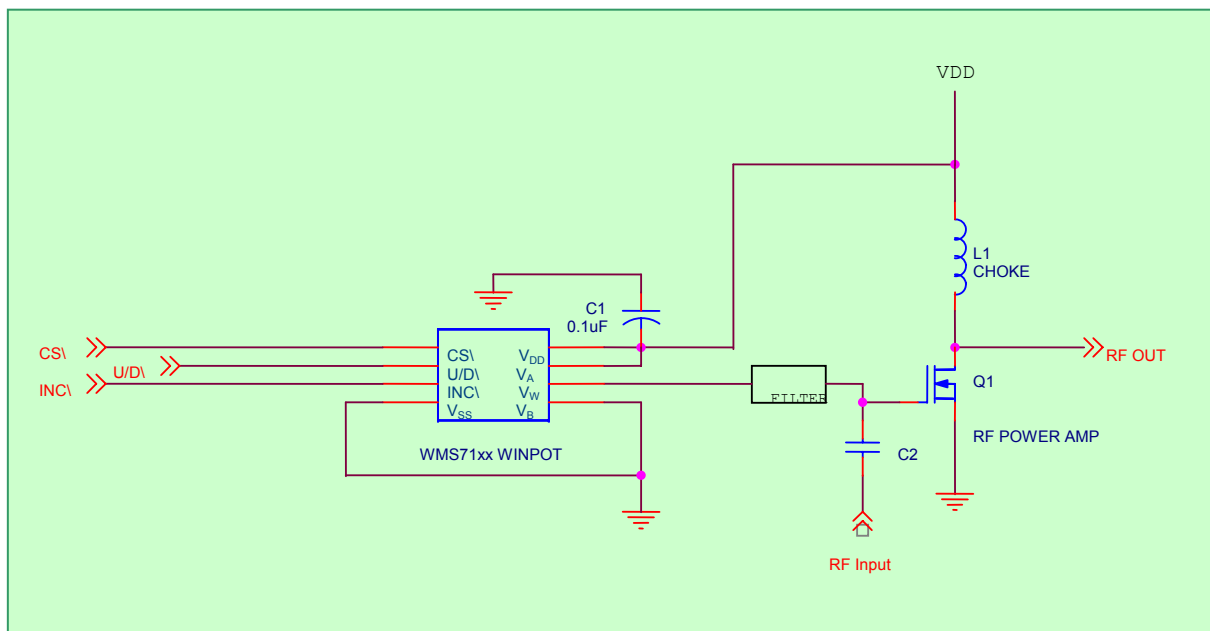 VDD
L1
CHOKE
C1
0.1uF
CS\
U/D\
INC\
CS\
U/D\
INC\
VSS
VDD
VA
VW
VB
FILTER
Q1
RF OUT
RF POWER AMP
WMS71xx WINPOT
C2
RF Input